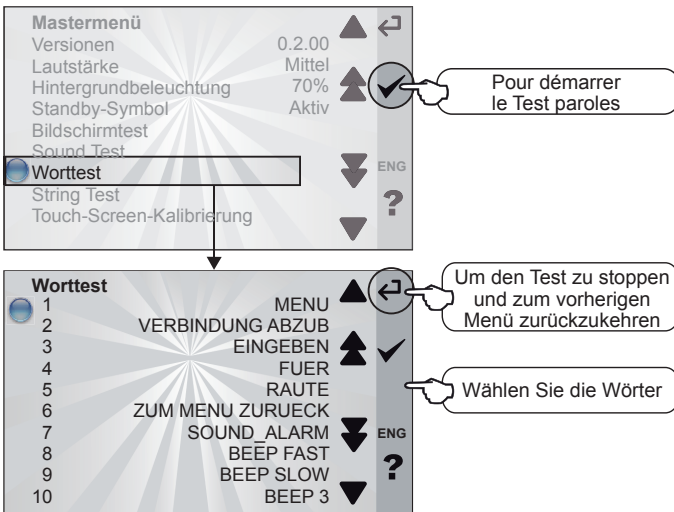 Mastermenü
Versionen 0.2.00
Lautstärke Mittel
Hintergrundbeleuchtung 70%
Standby-Symbol Aktiv
Bildschirmtest
Sound Test
Worttest
String Test
Touch-Screen-Kalibrierung
ENG
?
Pour démarrer
le Test paroles
Worttest
1 MENU
2 VERBINDUNG ABZUB
3 EINGEBEN
4 FUER
5 RAUTE
6 ZUM MENU ZURUECK
7 SOUND_ALARM
8 BEEP FAST
9 BEEP SLOW
10 BEEP 3
ENG
?
Um den Test zu stoppen
und zum vorherigen
Menü zurückzukehren
Wählen Sie die Wörter